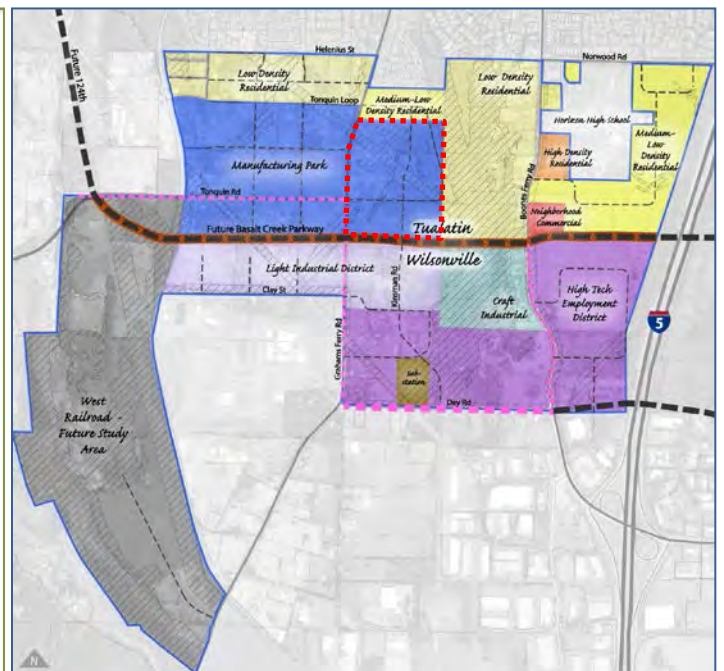 Future 124th
Helenius St
Norwood Rd
Low Density
Residential
Tonquin Loop
Medium-Low
Density Residential
Low Density
Residential
Horizon High School
Medium-
Low
Density
Residential
High Density
Residential
Manufacturing Park
Boones Ferry Rd
Tonquin Rd
Neighborhood
Commercial
Future Basalt Creek Parkway
Tualatin
Wilsonville
Light Industrial District
Clay St
Kinsman Rd
Craft
Industrial
High Tech
Employment
District
5
Grahams Ferry Rd
Sub-
station
Day Rd
West
Railroad -
Future Study
Area
N